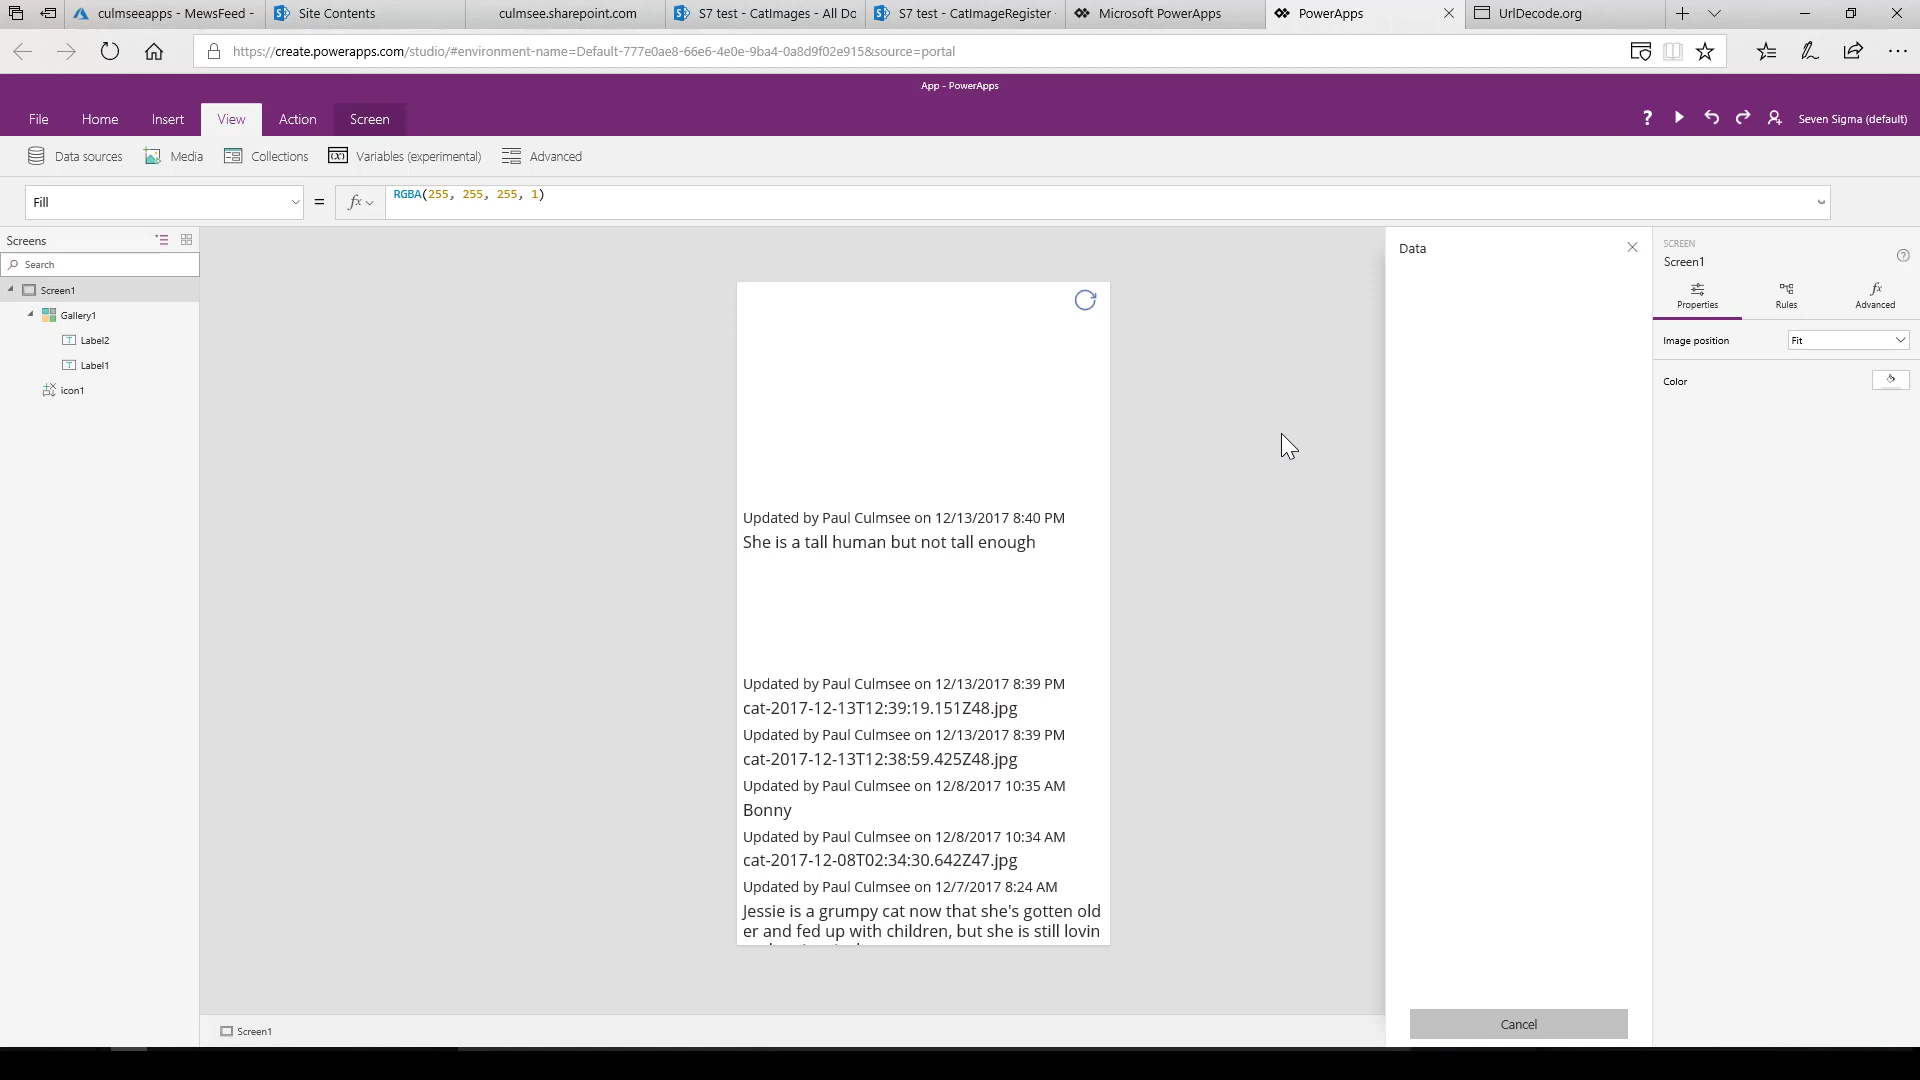 culmseeapps - MewsFeed -
Site Contents
culmsee.sharepoint.com
S7 test - CatImages - All Do
S7 test - CatImageRegister
Microsoft PowerApps
PowerApps
UrlDecode.org
https://create.powerapps.com/studio/#environment-name=Default-777e0ae8-66e6-4e0e-9ba4-0a8d9f02e915&source=portal
App - PowerApps
File
Home
Insert
View
Action
Screen
?
Seven Sigma (default)
Data sources
Media
Collections
(x)
Variables (experimental)
Advanced
Fill
=
fx
RGBA(255, 255, 255, 1)
Screens
Search
Screen1
Gallery1
Label2
Label1
icon1
Updated by Paul Culmsee on 12/13/2017 8:40 PM
She is a tall human but not tall enough
Updated by Paul Culmsee on 12/13/2017 8:39 PM
cat-2017-12-13T12:39:19.151Z48.jpg
Updated by Paul Culmsee on 12/13/2017 8:39 PM
cat-2017-12-13T12:38:59.425Z48.jpg
Updated by Paul Culmsee on 12/8/2017 10:35 AM
Bonny
Updated by Paul Culmsee on 12/8/2017 10:34 AM
cat-2017-12-08T02:34:30.642Z47.jpg
Updated by Paul Culmsee on 12/7/2017 8:24 AM
Jessie is a grumpy cat now that she's gotten old
er and fed up with children, but she is still lovin
Screen1
Data
Cancel
SCREEN
Screen1
Properties
Rules
fx
Advanced
Image position
Fit
Color